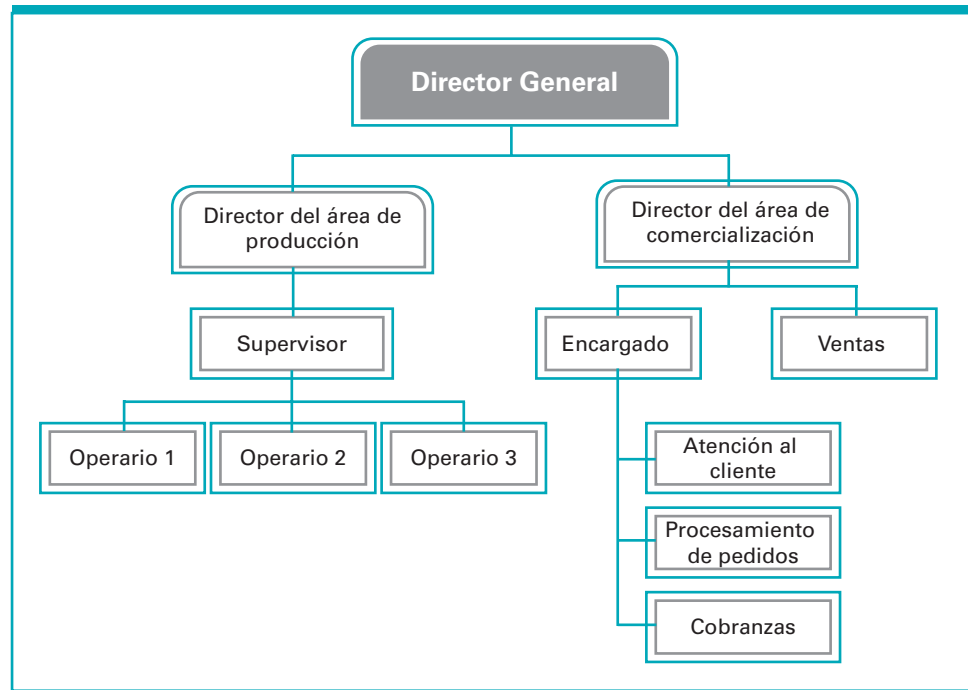 Director General
Director del área de
producción
Director del área de
comercialización
Supervisor
Encargado
Ventas
Operario 1
Operario 2
Operario 3
Atención al
cliente
Procesamiento
de pedidos
Cobranzas